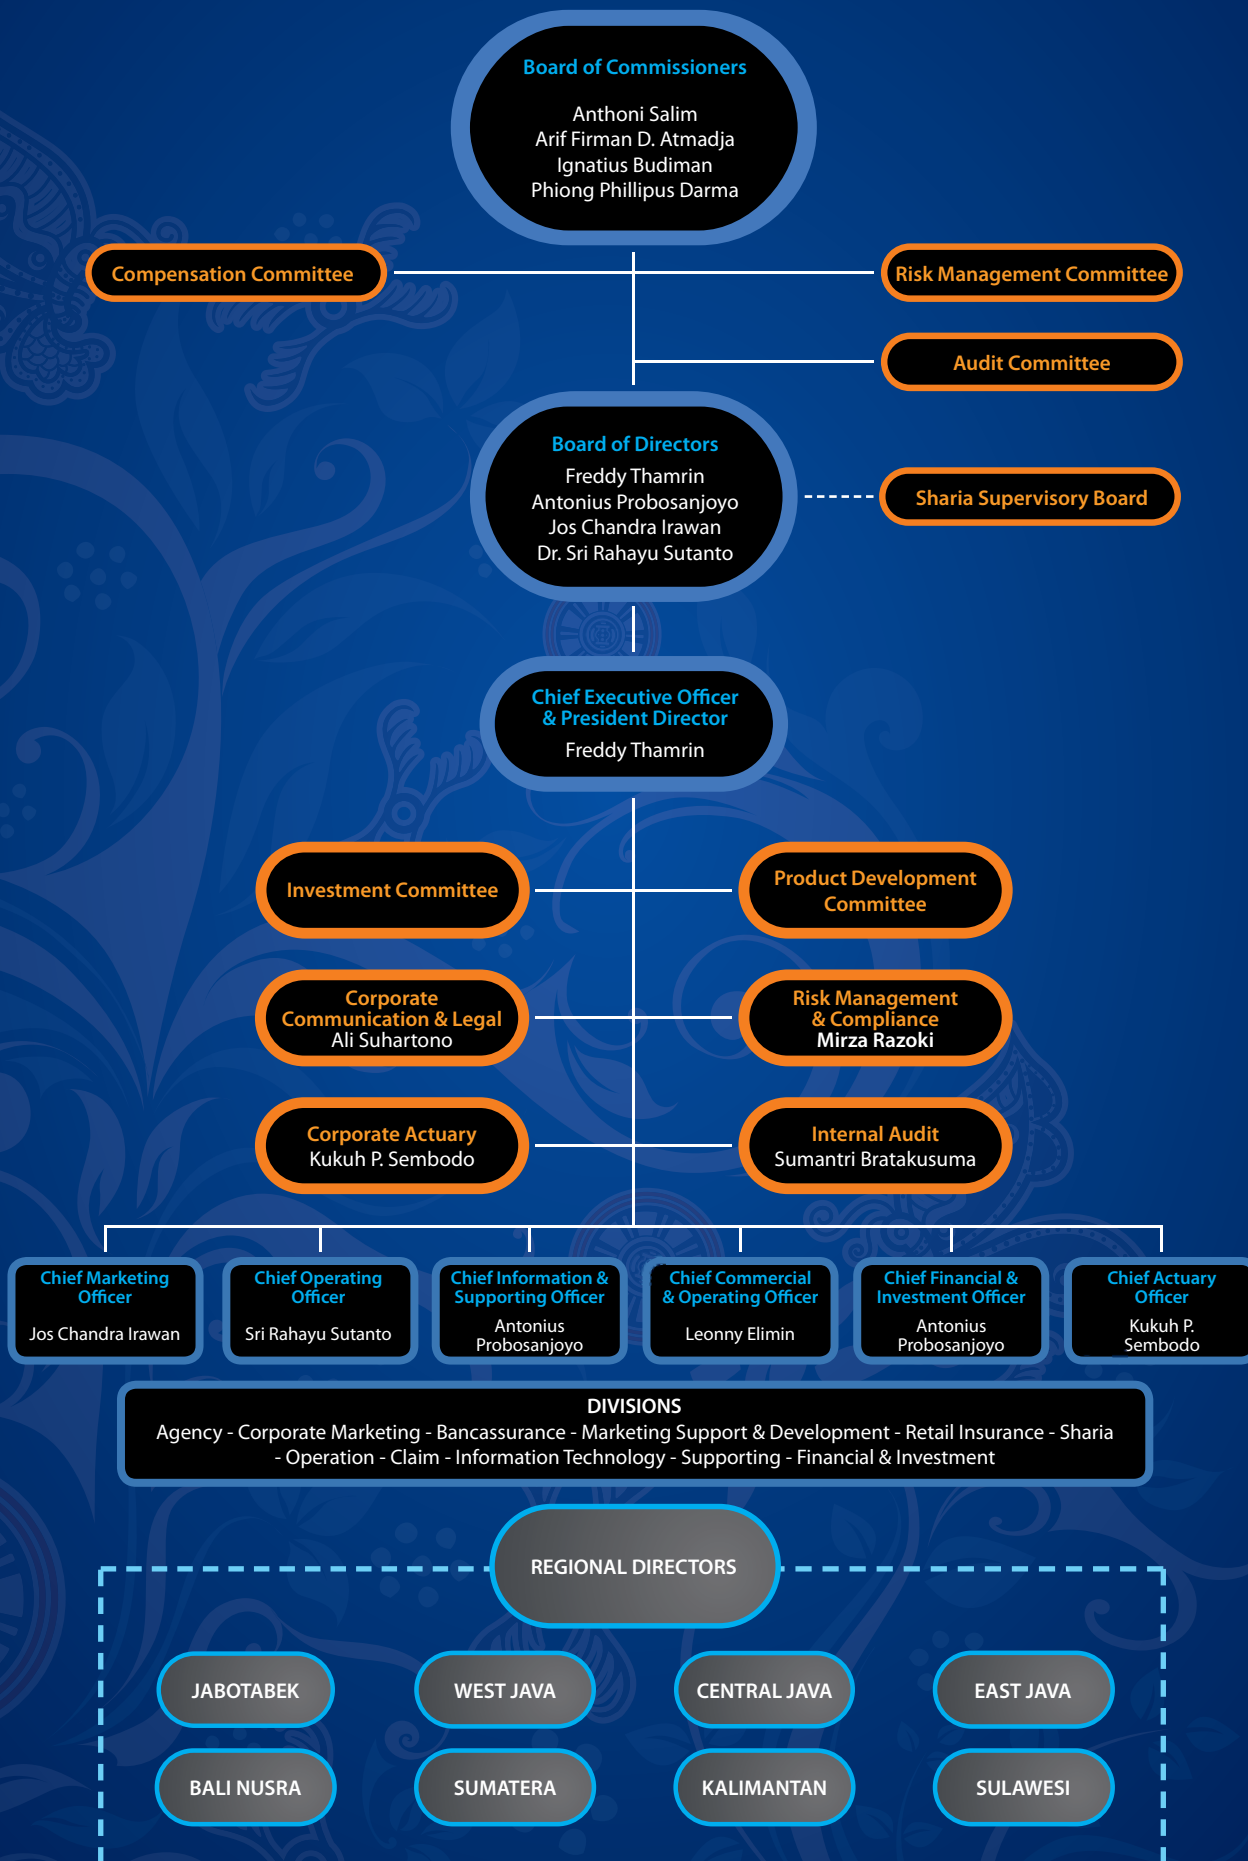 Board of Commissioners
Anthoni Salim
Arif Firman D. Atmadja
Ignatius Budiman
Phiong Phillipus Darma
Compensation Committee
Risk Management Committee
Audit Committee
Board of Directors
Freddy Thamrin
Antonius Probosanjoyo
Jos Chandra Irawan
Dr. Sri Rahayu Sutanto
Sharia Supervisory Board
Chief Executive Officer
& President Director
Freddy Thamrin
Investment Committee
Product Development
Committee
Corporate
Communication & Legal
Ali Suhartono
Risk Management
& Compliance
Mirza Razoki
Corporate Actuary
Kukuh P. Sembodo
Internal Audit
Sumantri Bratakusuma
Chief Marketing
Officer
Jos Chandra Irawan
Chief Operating
Officer
Sri Rahayu Sutanto
Chief Information &
Supporting Officer
Antonius
Probosanjoyo
Chief Commercial
& Operating Officer
Leonny Elimin
Chief Financial &
Investment Officer
Antonius
Probosanjoyo
Chief Actuary
Officer
Kukuh P.
Sembodo
DIVISIONS
Agency - Corporate Marketing - Bancassurance - Marketing Support & Development - Retail Insurance - Sharia
- Operation - Claim - Information Technology - Supporting - Financial & Investment
REGIONAL DIRECTORS
JABOTABEK
WEST JAVA
CENTRAL JAVA
EAST JAVA
BALI NUSRA
SUMATERA
KALIMANTAN
SULAWESI